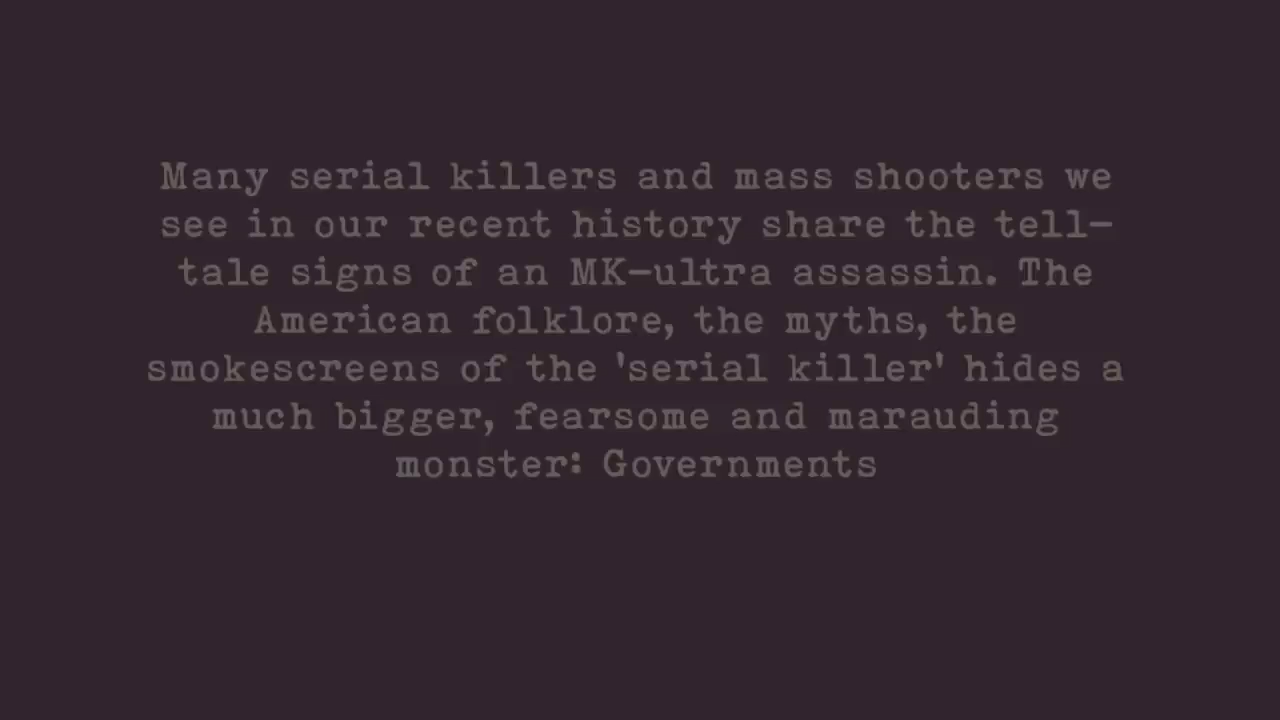 Many serial killers and mass shooters we
see in our recent history share the tell-
tale signs of an MK-ultra assassin. The
American folklore, the myths, the
smokescreens of the 'serial killer' hides a
much bigger, fearsome and marauding
monster: Governments